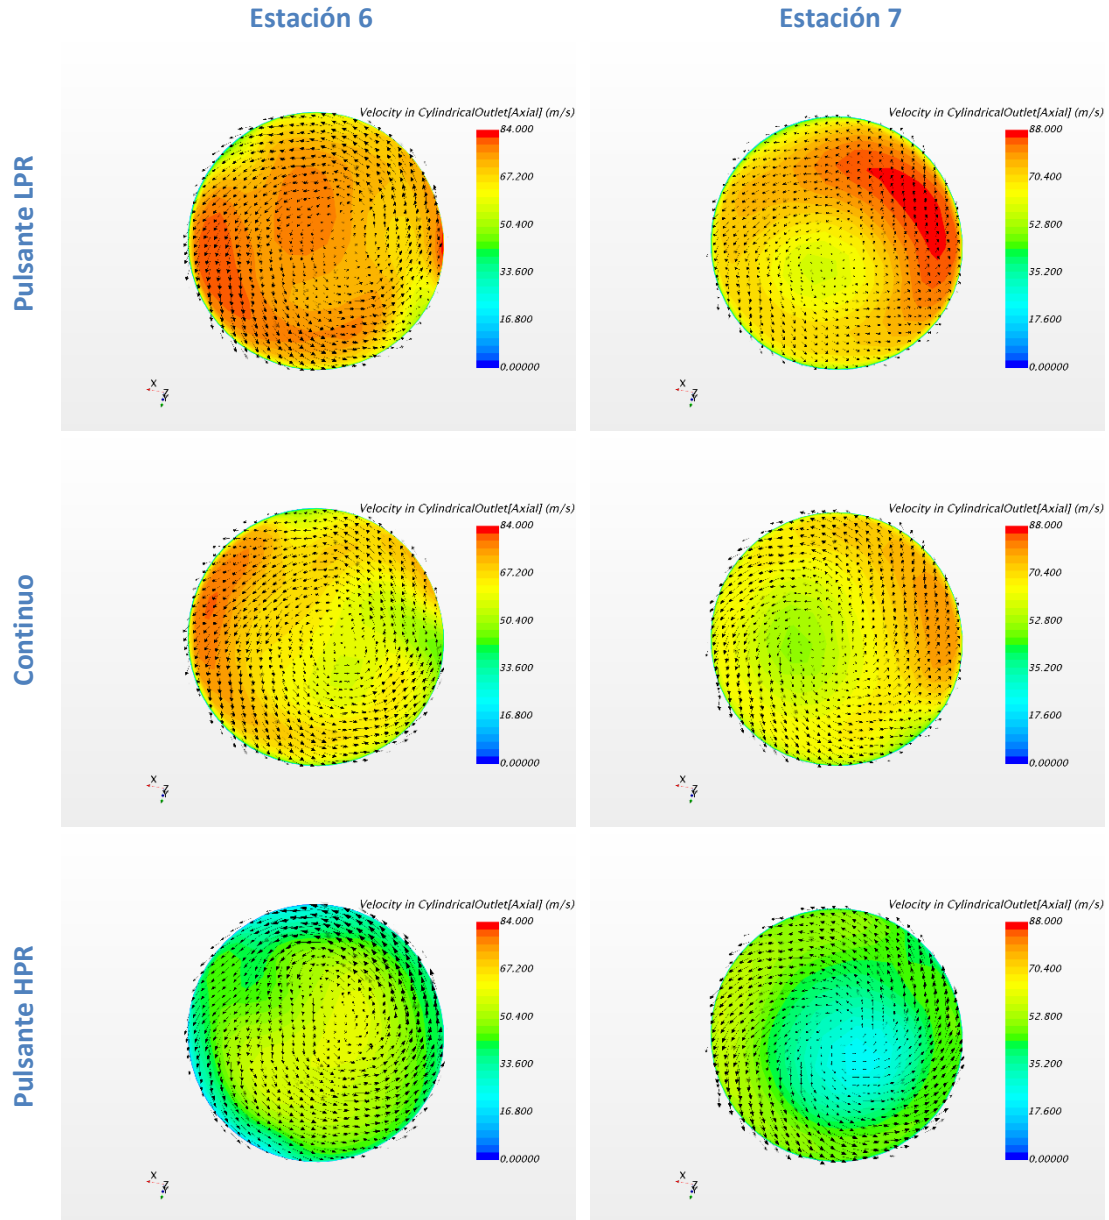 Estación 6
Estación 7
Pulsante LPR
Velocity in CylindricalOutlet[Axial] (m/s)
84.000
67.200
50.400
33.600
16.800
0.00000
X
Z
Y
Velocity in CylindricalOutlet[Axial] (m/s)
88.000
70.400
52.800
35.200
17.600
0.00000
X
Z
Y
Continuo
Velocity in CylindricalOutlet[Axial] (m/s)
84.000
67.200
50.400
33.600
16.800
0.00000
X
Z
Y
Velocity in CylindricalOutlet[Axial] (m/s)
88.000
70.400
52.800
35.200
17.600
0.00000
X
Z
Y
Pulsante HPR
Velocity in CylindricalOutlet[Axial] (m/s)
84.000
67.200
50.400
33.600
16.800
0.00000
X
Z
Y
Velocity in CylindricalOutlet[Axial] (m/s)
88.000
70.400
52.800
35.200
17.600
0.00000
X
Z
Y